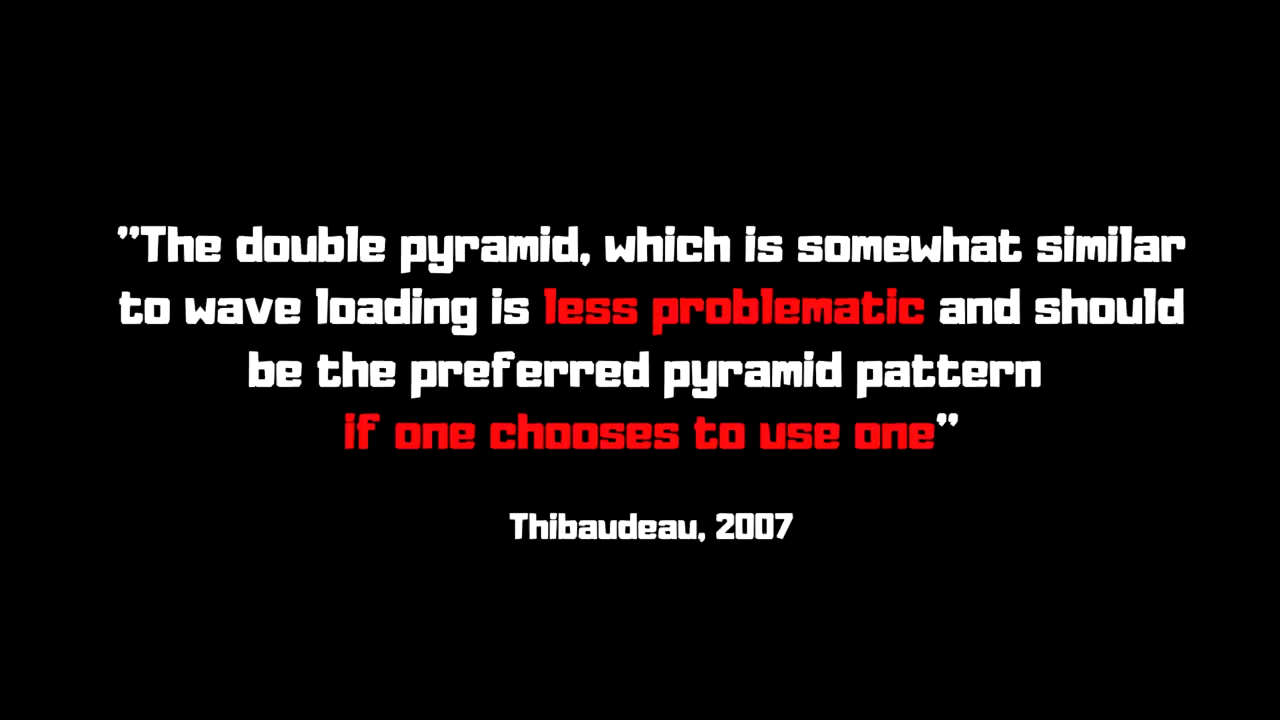 "The double pyramid, which is somewhat similar
to wave loading is less problematic and should
be the preferred pyramid pattern
if one chooses to use one"
Thibaudeau, 2007